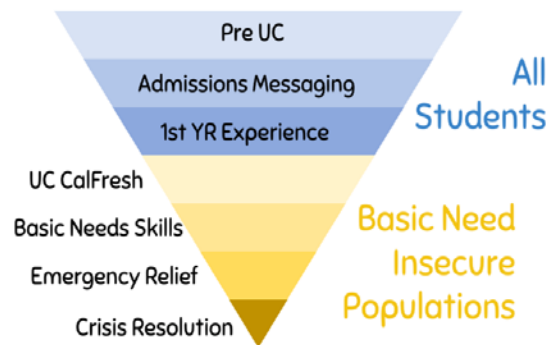 Pre UC
Admissions Messaging
1st YR Experience
All
Students
UC CalFresh
Basic Needs Skills
Emergency Relief
Crisis Resolution
Basic Need
Insecure
Populations